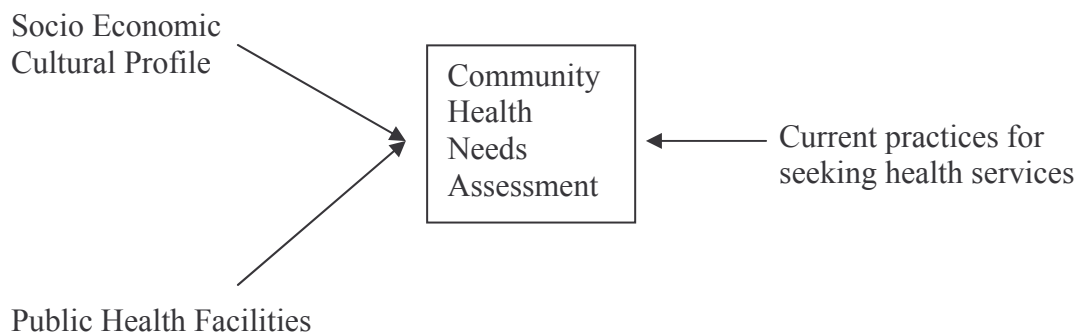 Socio Economic
Cultural Profile
Community
Health
Needs
Assessment
Current practices for
seeking health services
Public Health Facilities